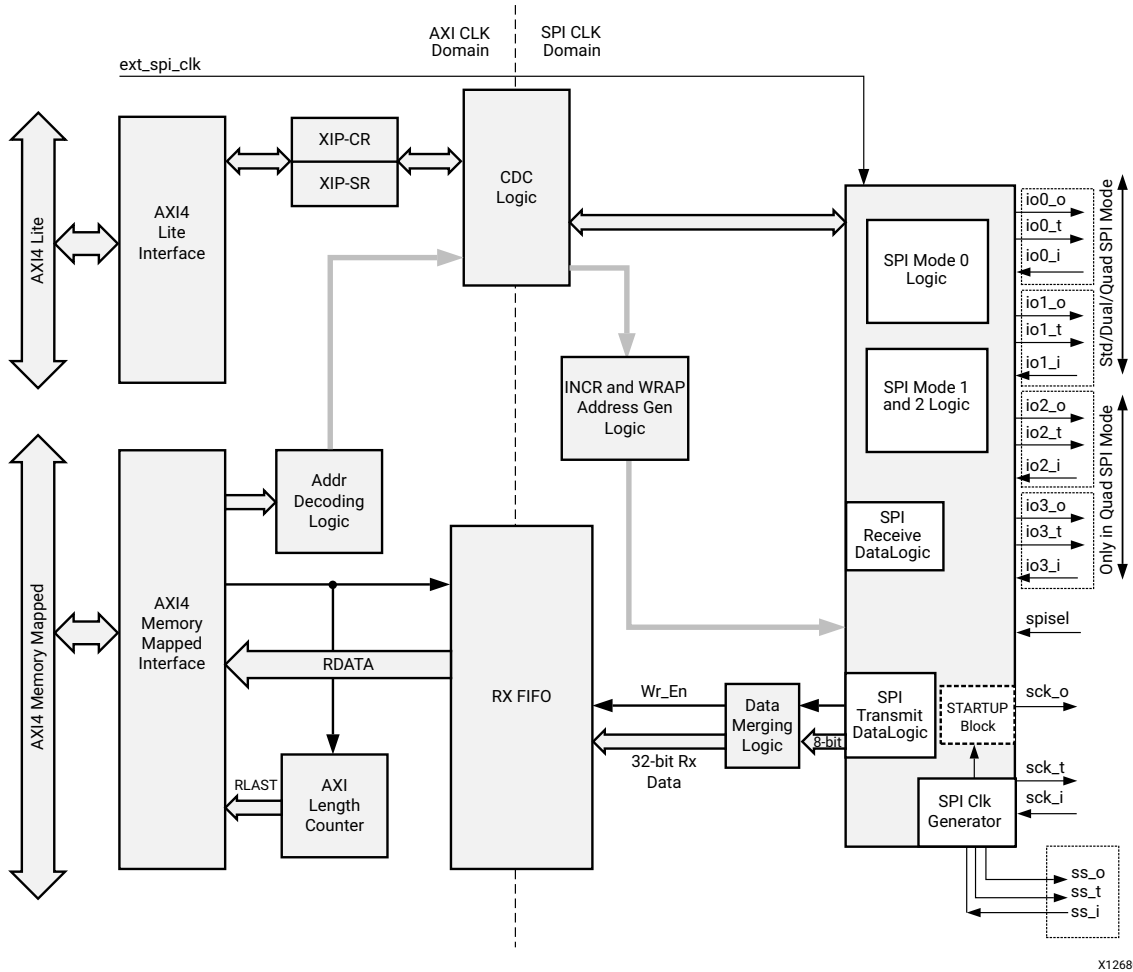 AXI CLK
Domain
SPI CLK
Domain
ext_spi_clk
AXI4 Lite
AXI4
Lite
Interface
XIP-CR
XIP-SR
CDC
Logic
SPI Mode 0
Logic
SPI Mode 1
and 2 Logic
io0_o
io0_t
io0_i
io1_o
io1_t
io1_i
Std/Dual/Quad SPI Mode
io2_o
io2_t
io2_i
io3_o
io3_t
io3_i
Only in Quad SPI Mode
INCR and WRAP
Address Gen
Logic
AXI4 Memory Mapped
AXI4
Memory
Mapped
Interface
Addr
Decoding
Logic
SPI
Receive
DataLogic
spisel
RDATA
RX FIFO
Wr_En
32-bit Rx
Data
Data
Merging
Logic
8-bit
SPI
Transmit
DataLogic
STARTUP
Block
sck_o
sck_t
sck_i
RLAST
AXI
Length
Counter
SPI Clk
Generator
ss_o
ss_t
ss_i
X1268